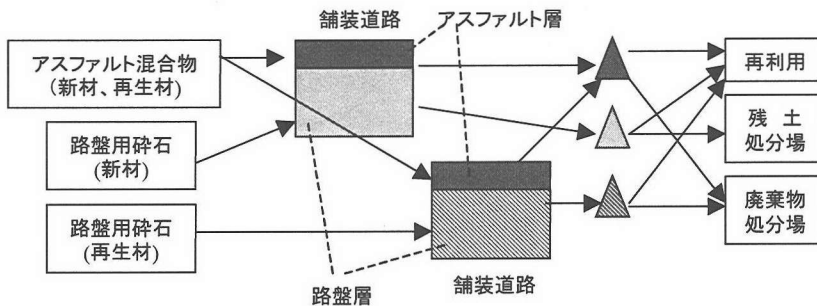 舗装道路
アスファルト層
アスファルト混合物
(新材、再生材)
路盤用砕石
(新材)
路盤用砕石
(再生材)
路盤層
舗装道路
再利用
残 土
処分場
廃棄物
処分場